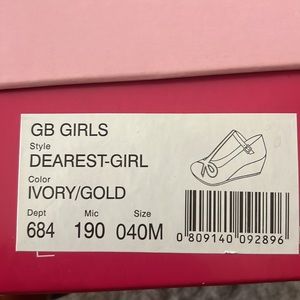 GB GIRLS
Style
DEAREST-GIRL
Color
IVORY/GOLD
Dept Mic Size
684 190 040M
0 809140 092896